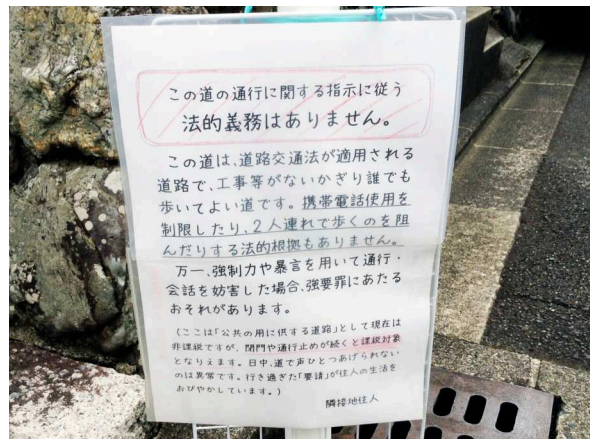 この道の通行に関する指示に従う
法的義務はありません。
この道は、道路交通法が適用される
道路で、工事等がないかぎり誰でも
歩いてよい道です。携帯電話使用を
制限したり、2人連れで歩くのを阻
んだりする法的根拠もありません。
万一、強制力や暴言を用いて通行・
会話を妨害した場合、強要罪にあたる
おそれがあります。
(ここは「公共の用に供する道路」として現在は
非課税ですが、閉門や通行止めが続くと課税対象
となりえます。日中、道で声ひとつあげられない
のは異常です。行き過ぎた「要請」が住人の生活を
おびやかしています。)
隣接地住人